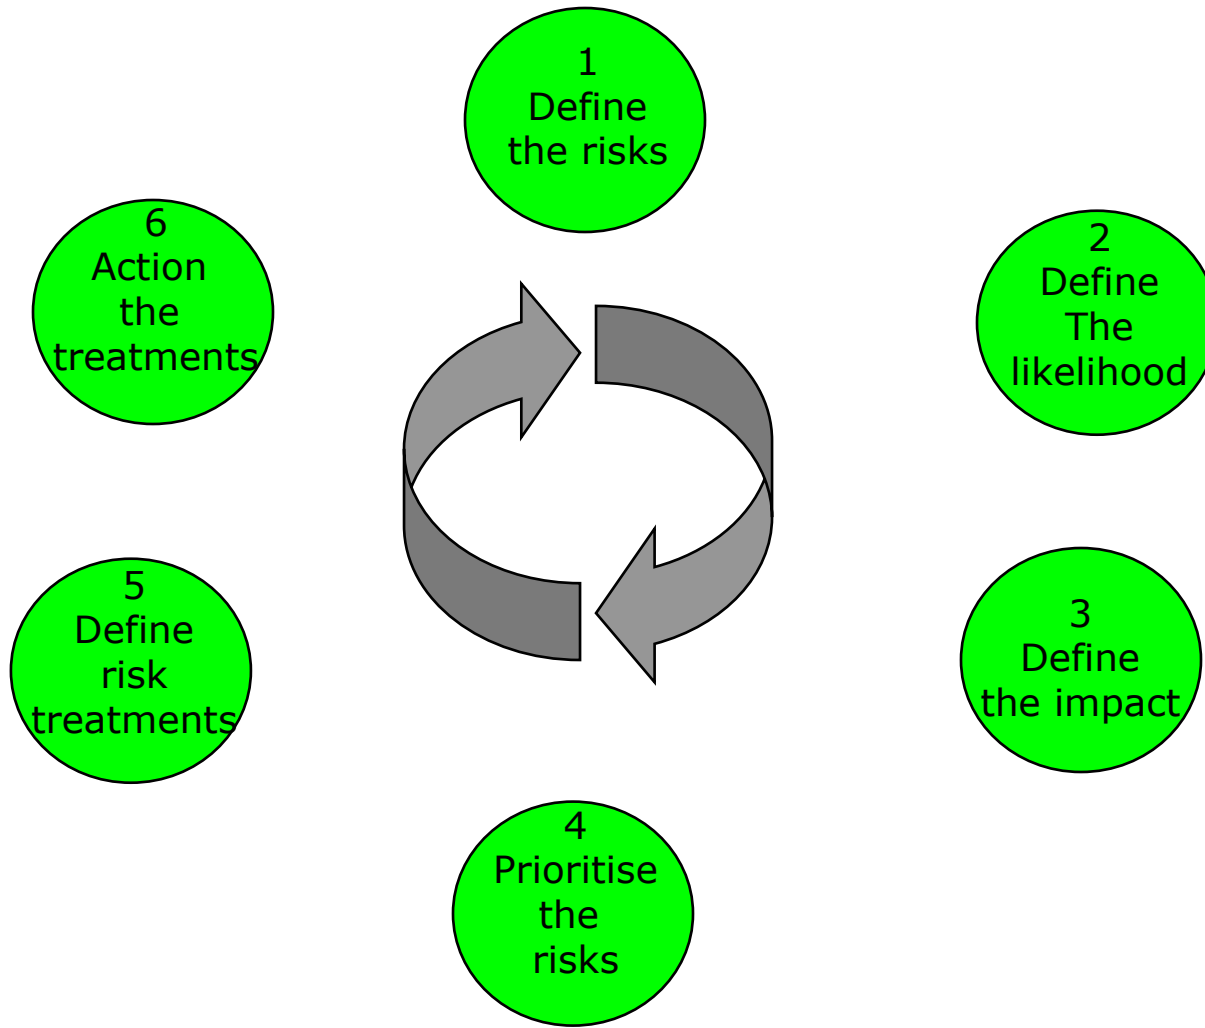 1
Define
the risks
2
Define
The
likelihood
3
Define
the impact
4
Prioritise
the
risks
5
Define
risk
treatments
6
Action
the
treatments